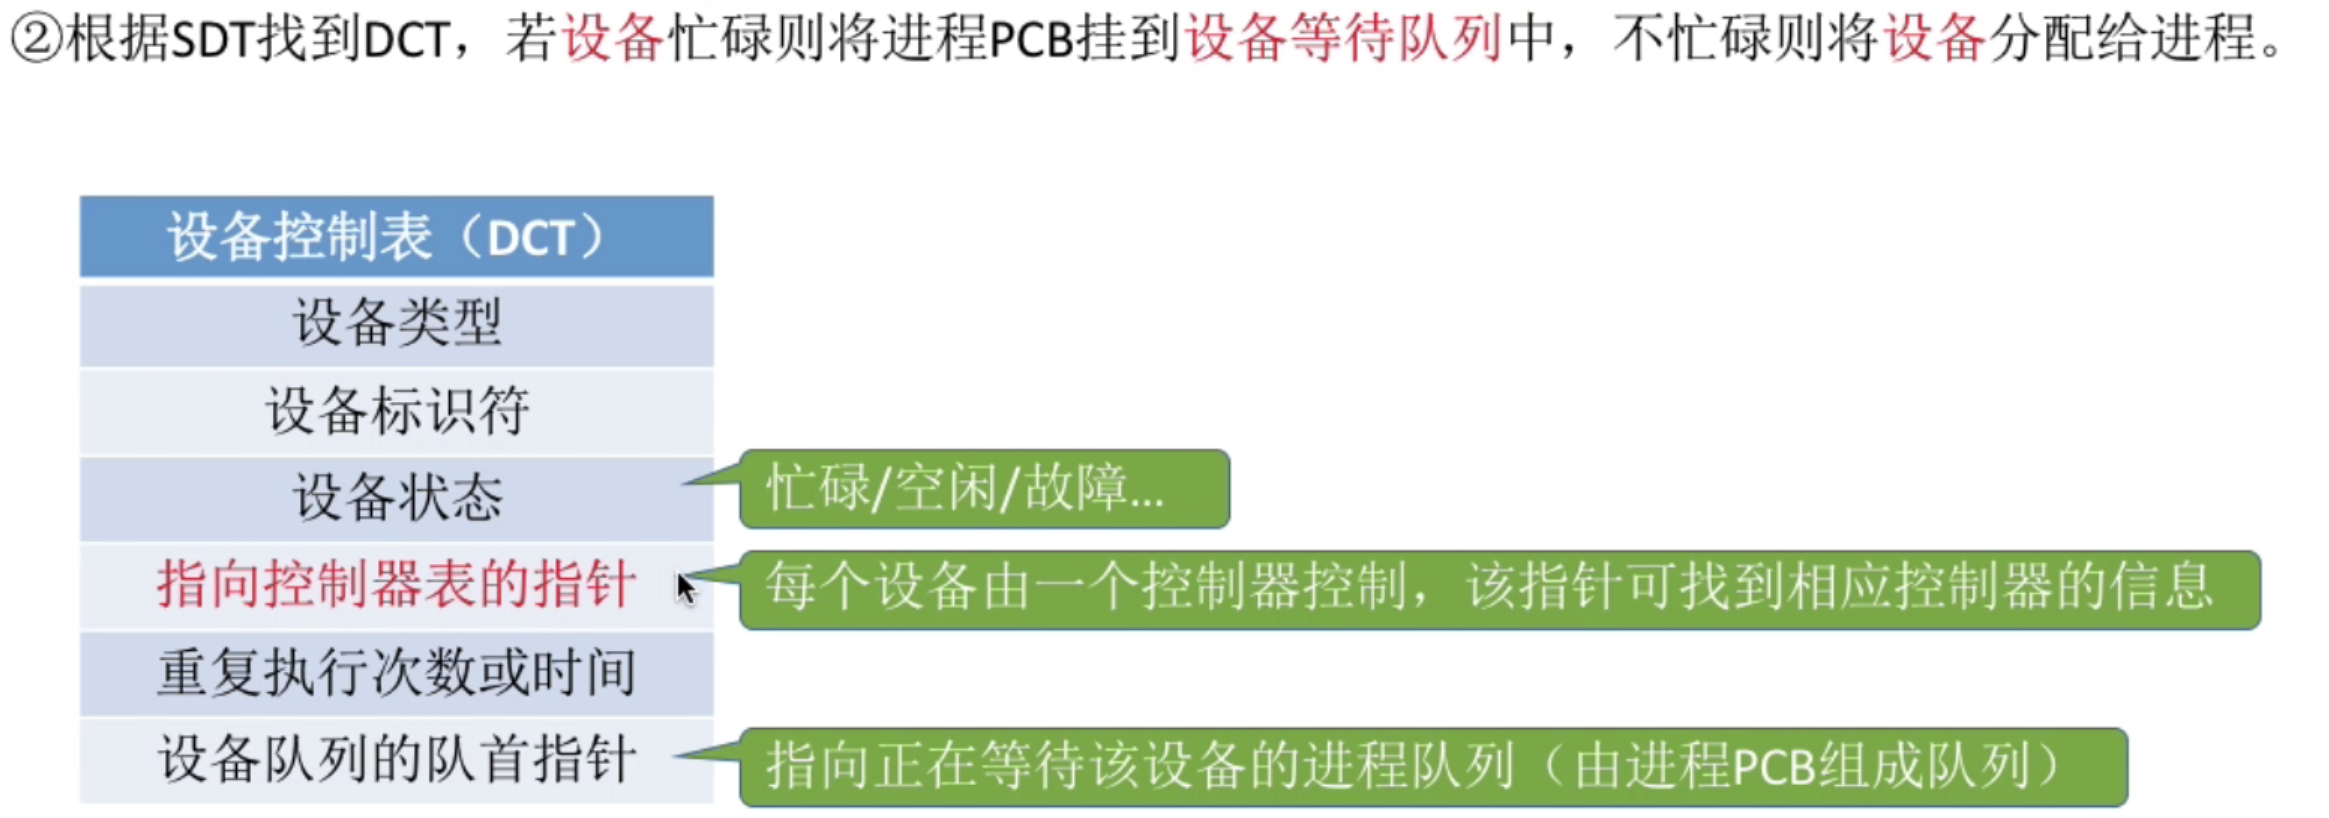 ②根据SDT找到DCT，若设备忙碌则将进程PCB挂到设备等待队列中，不忙碌则将设备分配给进程。
设备控制表（DCT）
设备类型
设备标识符
设备状态
忙碌/空闲/故障...
指向控制器表的指针
每个设备由一个控制器控制，该指针可找到相应控制器的信息
重复执行次数或时间
设备队列的队首指针
指向正在等待该设备的进程队列（由进程PCB组成队列）